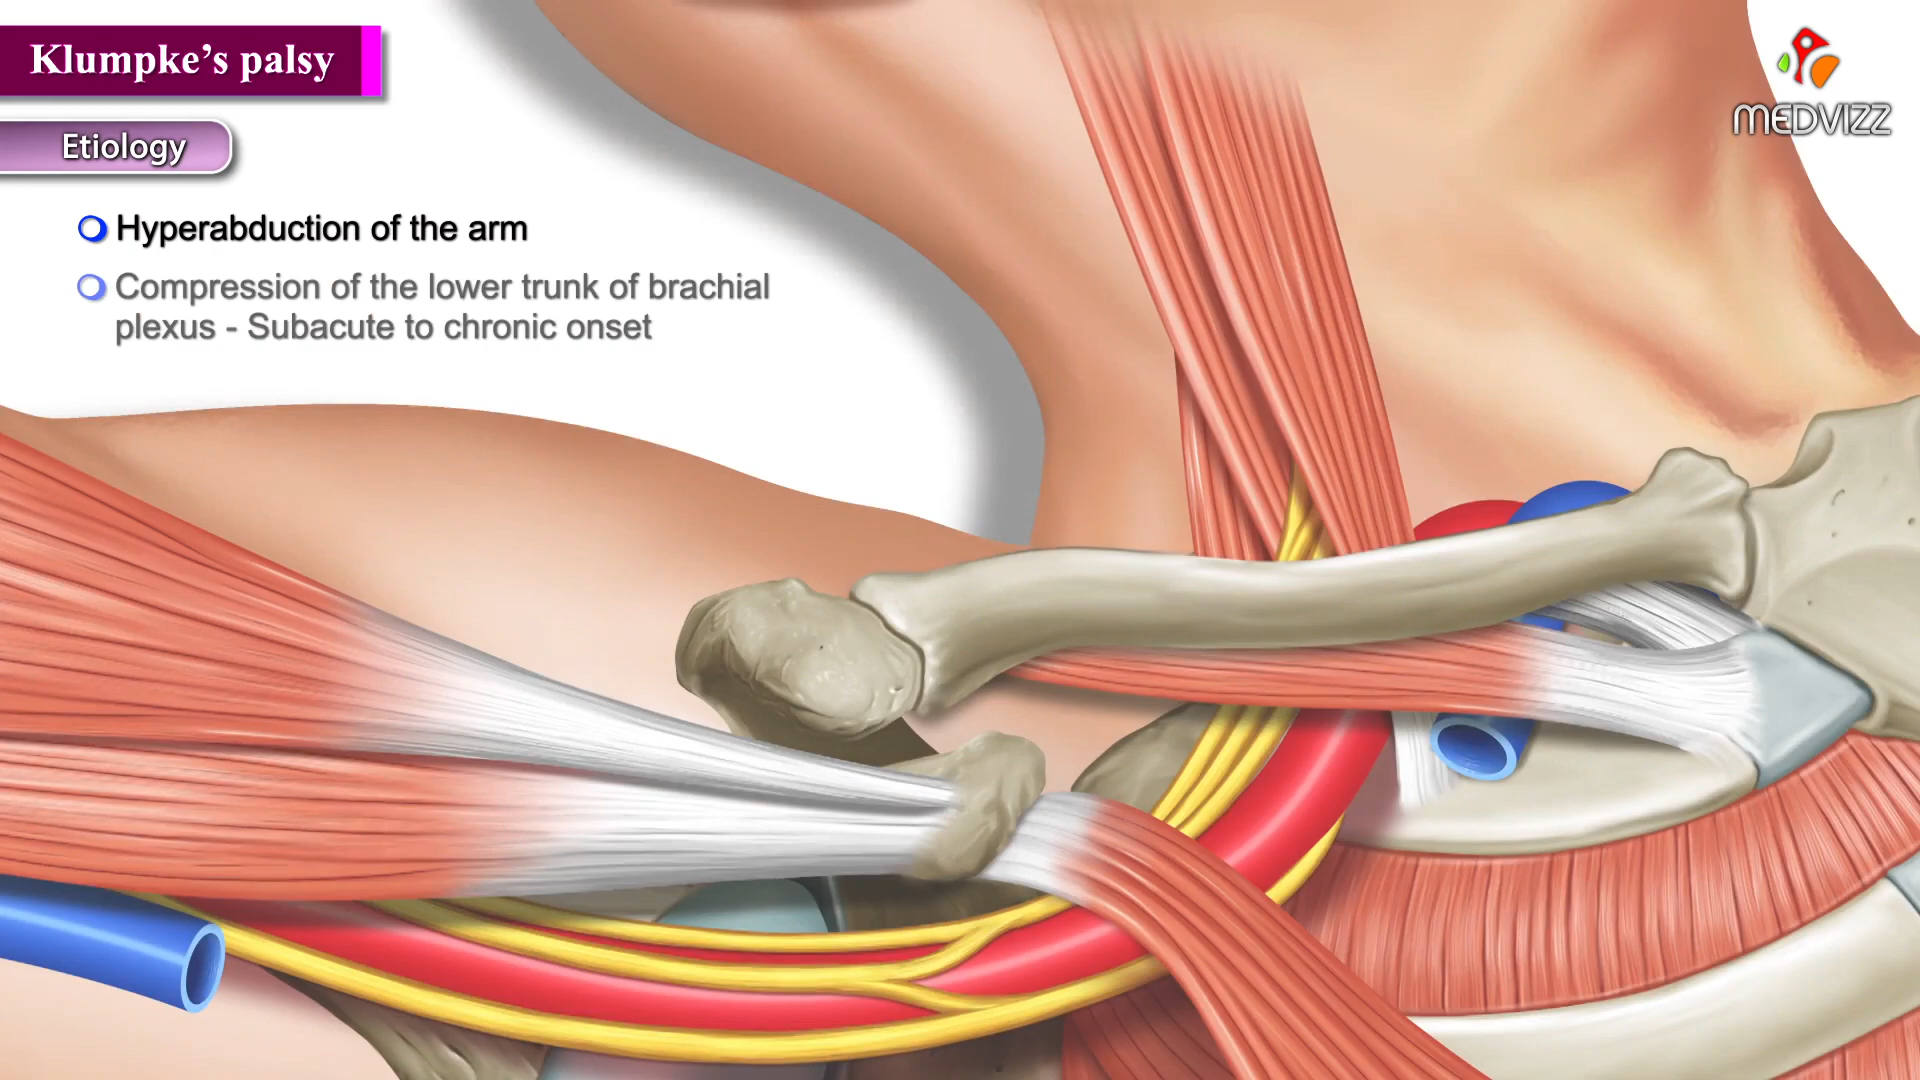 Klumpke's palsy
MEDVIZZ
Etiology
Hyperabduction of the arm
Compression of the lower trunk of brachial
plexus - Subacute to chronic onset